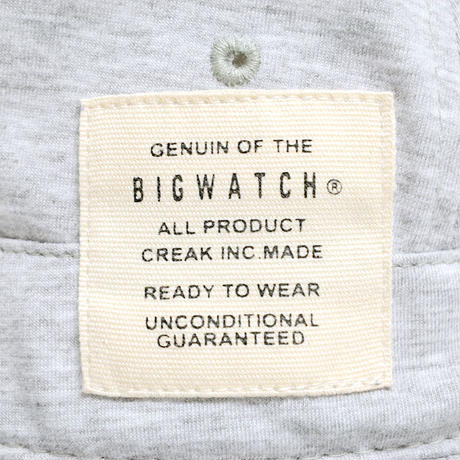 GENUIN OF THE
BIGWATCH®
ALL PRODUCT
CREAK INC.MADE
READY TO WEAR
UNCONDITIONAL
GUARANTEED